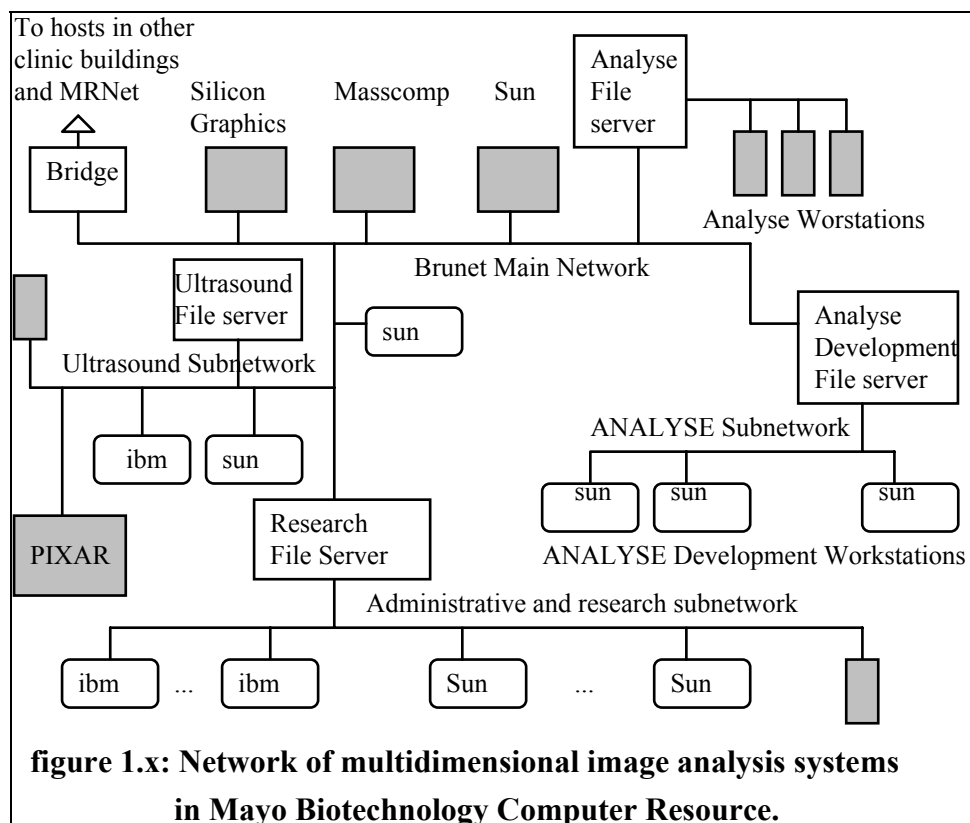 To hosts in other
clinic buildings
and MRNet
Silicon
Graphics
Masscomp
Sun
Analyse
File
server
Bridge
Analyse Worstations
Brunet Main Network
Ultrasound
File server
sun
Analyse
Development
File server
Ultrasound Subnetwork
ANALYSE Subnetwork
ibm
sun
sun
sun
sun
Research
File Server
PIXAR
ANALYSE Development Workstations
Administrative and research subnetwork
ibm
...
ibm
Sun
...
Sun
figure 1.x: Network of multidimensional image analysis systems
in Mayo Biotechnology Computer Resource.